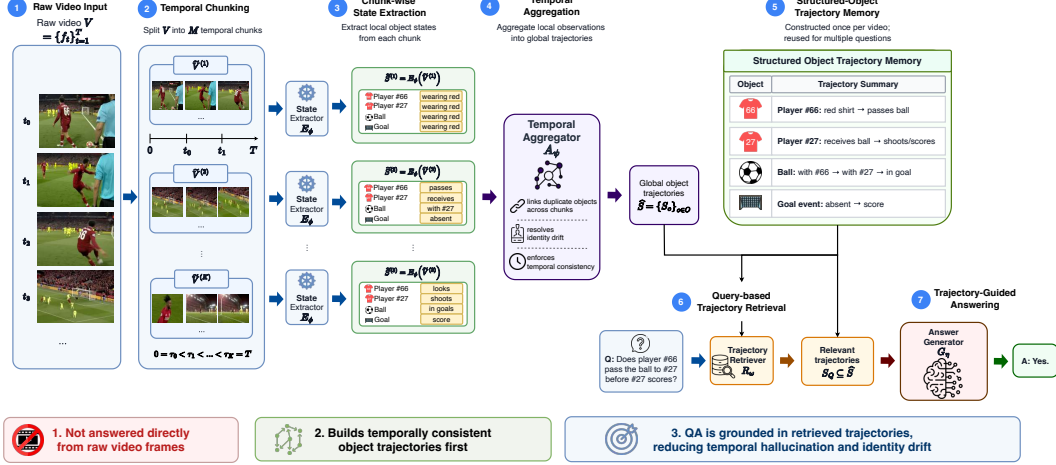 1
Raw Video Input
Raw video V
= {f_t}^T_{t=1}
t₀
t₁
t₂
t₃
...
2
Temporal Chunking
Split V into M temporal chunks
Ṽ⁽¹⁾
...
0 t₀ t₁ T
Ṽ⁽²⁾
...
⋮
Ṽ⁽ᴷ⁾
...
0 = τ₀ < τ₁ < ... < τ_K = T
3
Chunk-wise
State Extraction
Extract local object states
from each chunk
State
Extractor
E_ϕ
State
Extractor
E_ϕ
⋮
State
Extractor
E_ϕ
Player #66 wearing red
Player #27 wearing red
Ball wearing red
Goal wearing red
Player #66 passes
Player #27 receives
Ball with #27
Goal absent
⋮
Player #66 looks
Player #27 shoots
Ball in goals
Goal score
4
Temporal
Aggregation
Aggregate local observations
into global trajectories
Temporal
Aggregator
A_ψ
links duplicate objects
across chunks
resolves
identity drift
enforces
temporal consistency
Global object
trajectories
5
Structured-Object
Trajectory Memory
Constructed once per video;
reused for multiple questions
Structured Object Trajectory Memory
Object Trajectory Summary
66 Player #66: red shirt → passes ball
27 Player #27: receives ball → shoots/scores
Ball: with #66 → with #27 → in goal
Goal event: absent → score
6
Query-based
Trajectory Retrieval
?
Q: Does player #66
pass the ball to #27
before #27 scores?
Trajectory
Retriever
R_ω
Relevant
trajectories
7
Trajectory-Guided
Answering
Answer
Generator
G_η
A: Yes.
1. Not answered directly
from raw video frames
2. Builds temporally consistent
object trajectories first
3. QA is grounded in retrieved trajectories,
reducing temporal hallucination and identity drift